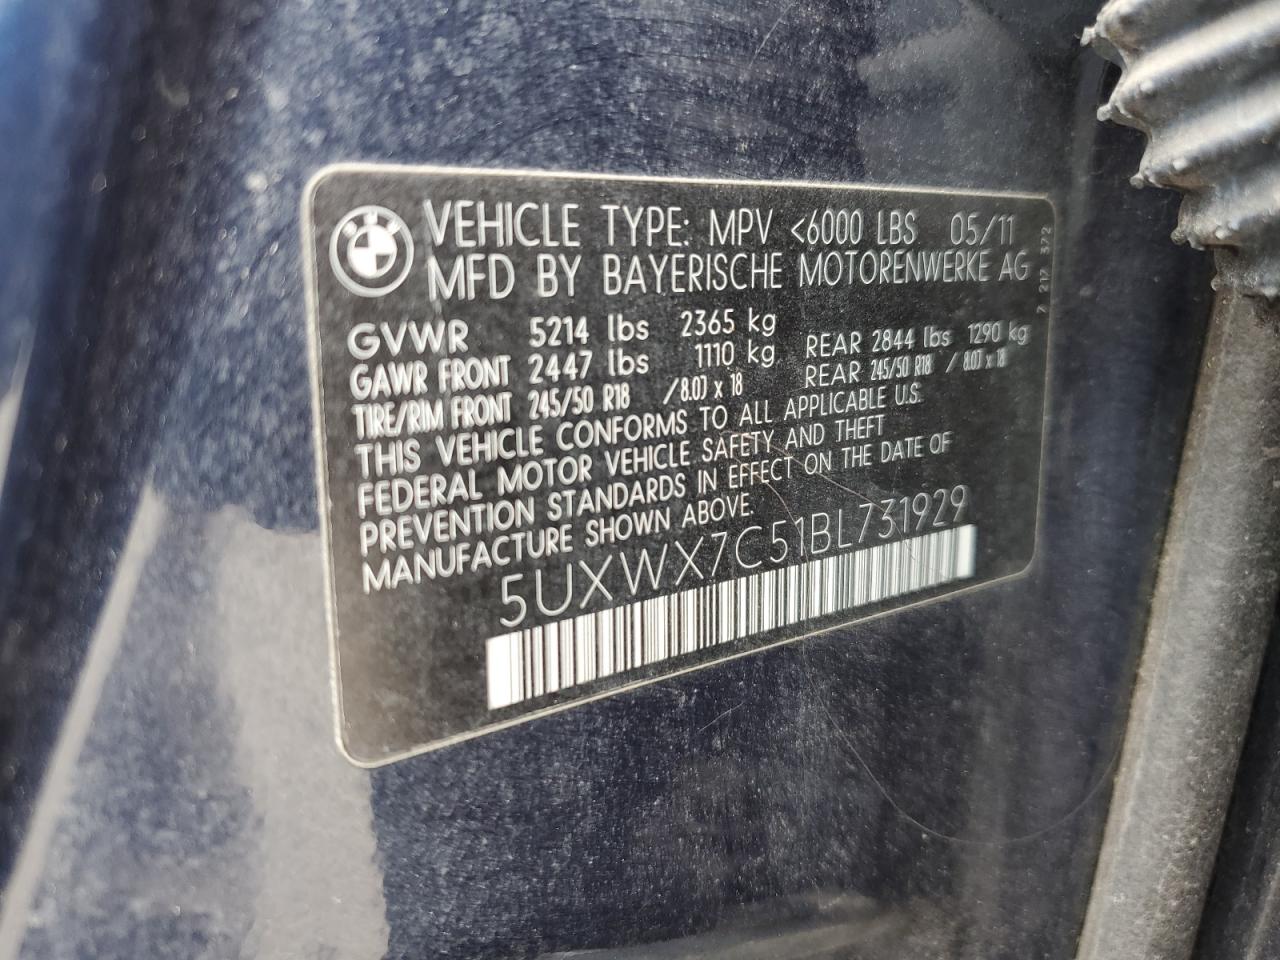 VEHICLE TYPE: MPV <6000 LBS 05/11
MFD BY BAYERISCHE MOTORENWERKE AG
7 217 372
GVWR 5214 lbs 2365 kg
GAWR FRONT 2447 lbs 1110 kg REAR 2844 lbs 1290 kg
TIRE/RIM FRONT 245/50 R18 /8.0J x 18 REAR 245/50 R18 / 8.0J x 18
THIS VEHICLE CONFORMS TO ALL APPLICABLE U.S.
FEDERAL MOTOR VEHICLE SAFETY AND THEFT
PREVENTION STANDARDS IN EFFECT ON THE DATE OF
MANUFACTURE SHOWN ABOVE.
5UXWX7C51BL731929